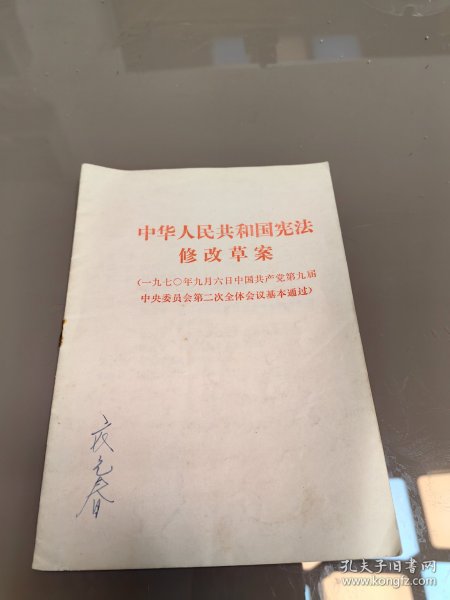 中华人民共和国宪法
修改草案
(一九七〇年九月六日中国共产党第九届
中央委员会第二次全体会议基本通过)
元春
孔夫子旧书网
www.kongfz.com